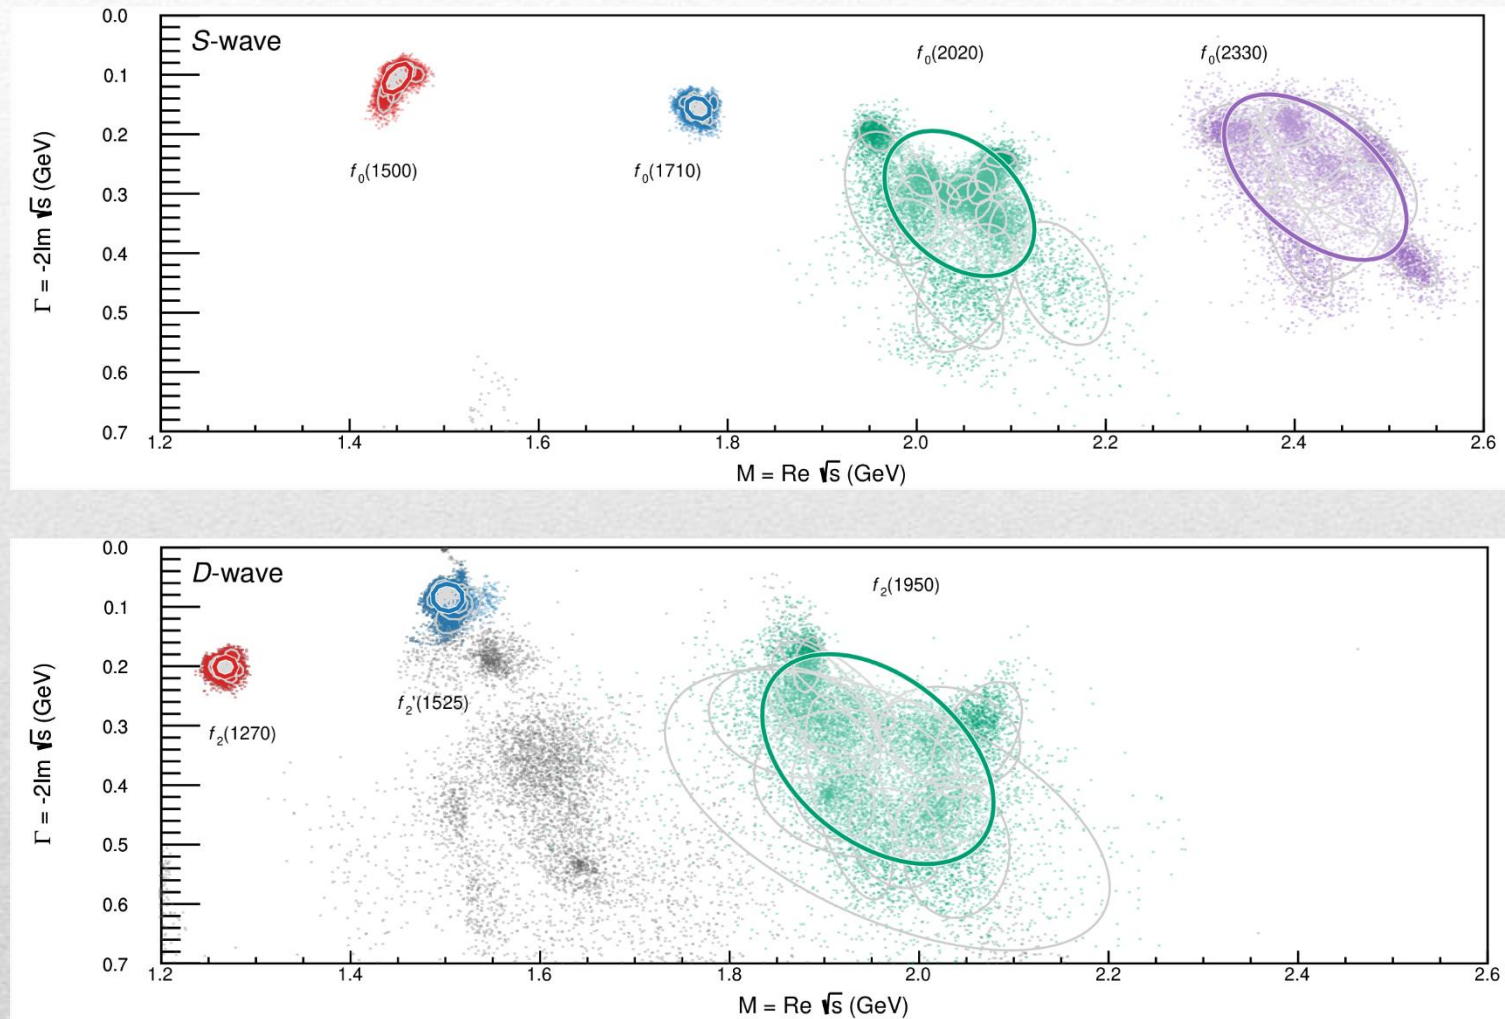 S-wave
0.0
0.1
0.2
0.3
0.4
0.5
0.6
0.7
Γ = -2Im √s (GeV)
f0(1500)
f0(1710)
f0(2020)
f0(2330)
1.2 1.4 1.6 1.8 2.0 2.2 2.4 2.6
M = Re √s (GeV)
D-wave
0.0
0.1
0.2
0.3
0.4
0.5
0.6
0.7
Γ = -2Im √s (GeV)
f2(1270)
f2'(1525)
f2(1950)
1.2 1.4 1.6 1.8 2.0 2.2 2.4 2.6
M = Re √s (GeV)